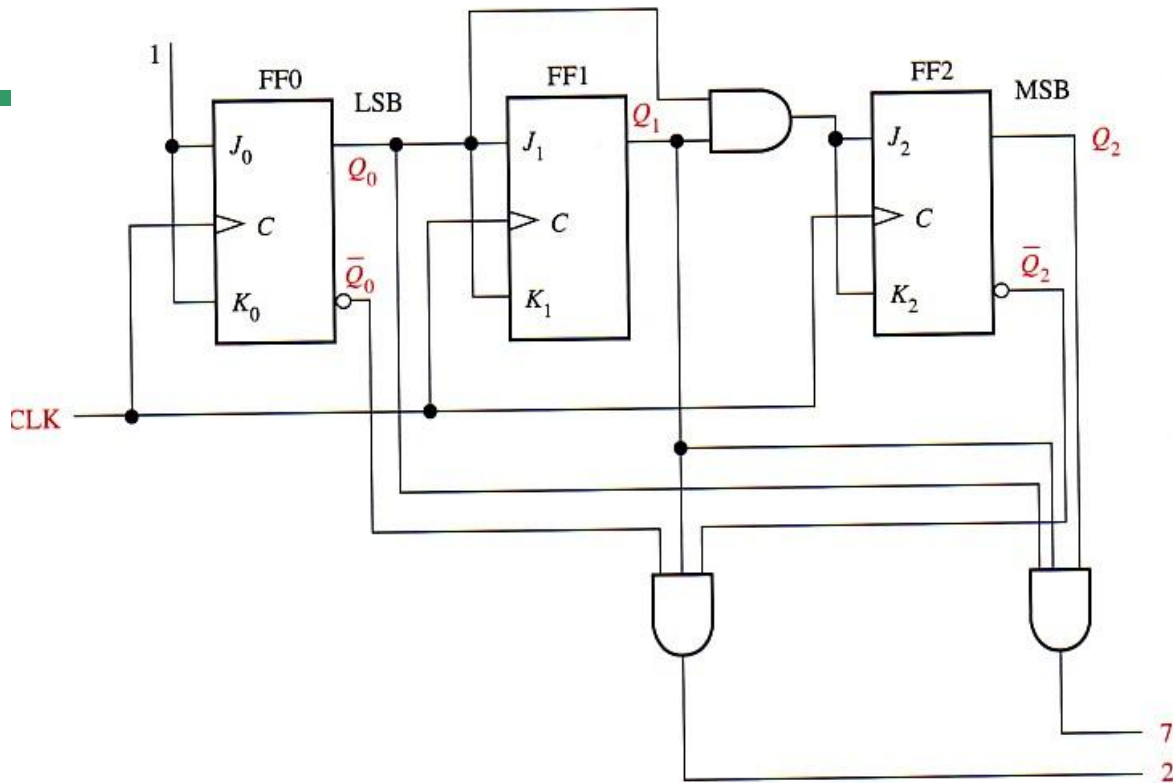 1
FF0
LSB
FF1
FF2
MSB
J₀
Q₀
J₁
Q₁
J₂
Q₂
C
C
C
K₀
Q̅₀
K₁
K₂
Q̅₂
CLK
7
2